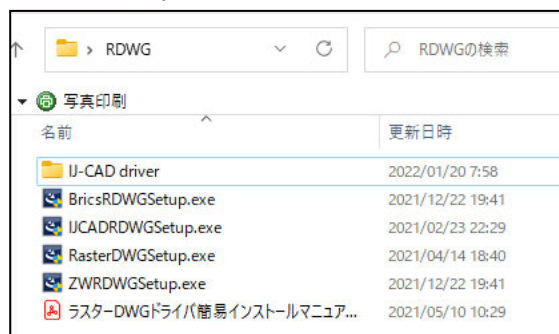 RDWG
RDWGの検索
写真印刷
名前 更新日時
IJ-CAD driver 2022/01/20 7:58
BricsRDWGSetup.exe 2021/12/22 19:41
IJCADRDWGSetup.exe 2021/02/23 22:29
RasterDWGSetup.exe 2021/04/14 18:40
ZWRDWGSetup.exe 2021/12/22 19:41
ラスターDWGドライバ簡易インストールマニュア... 2021/05/10 10:29